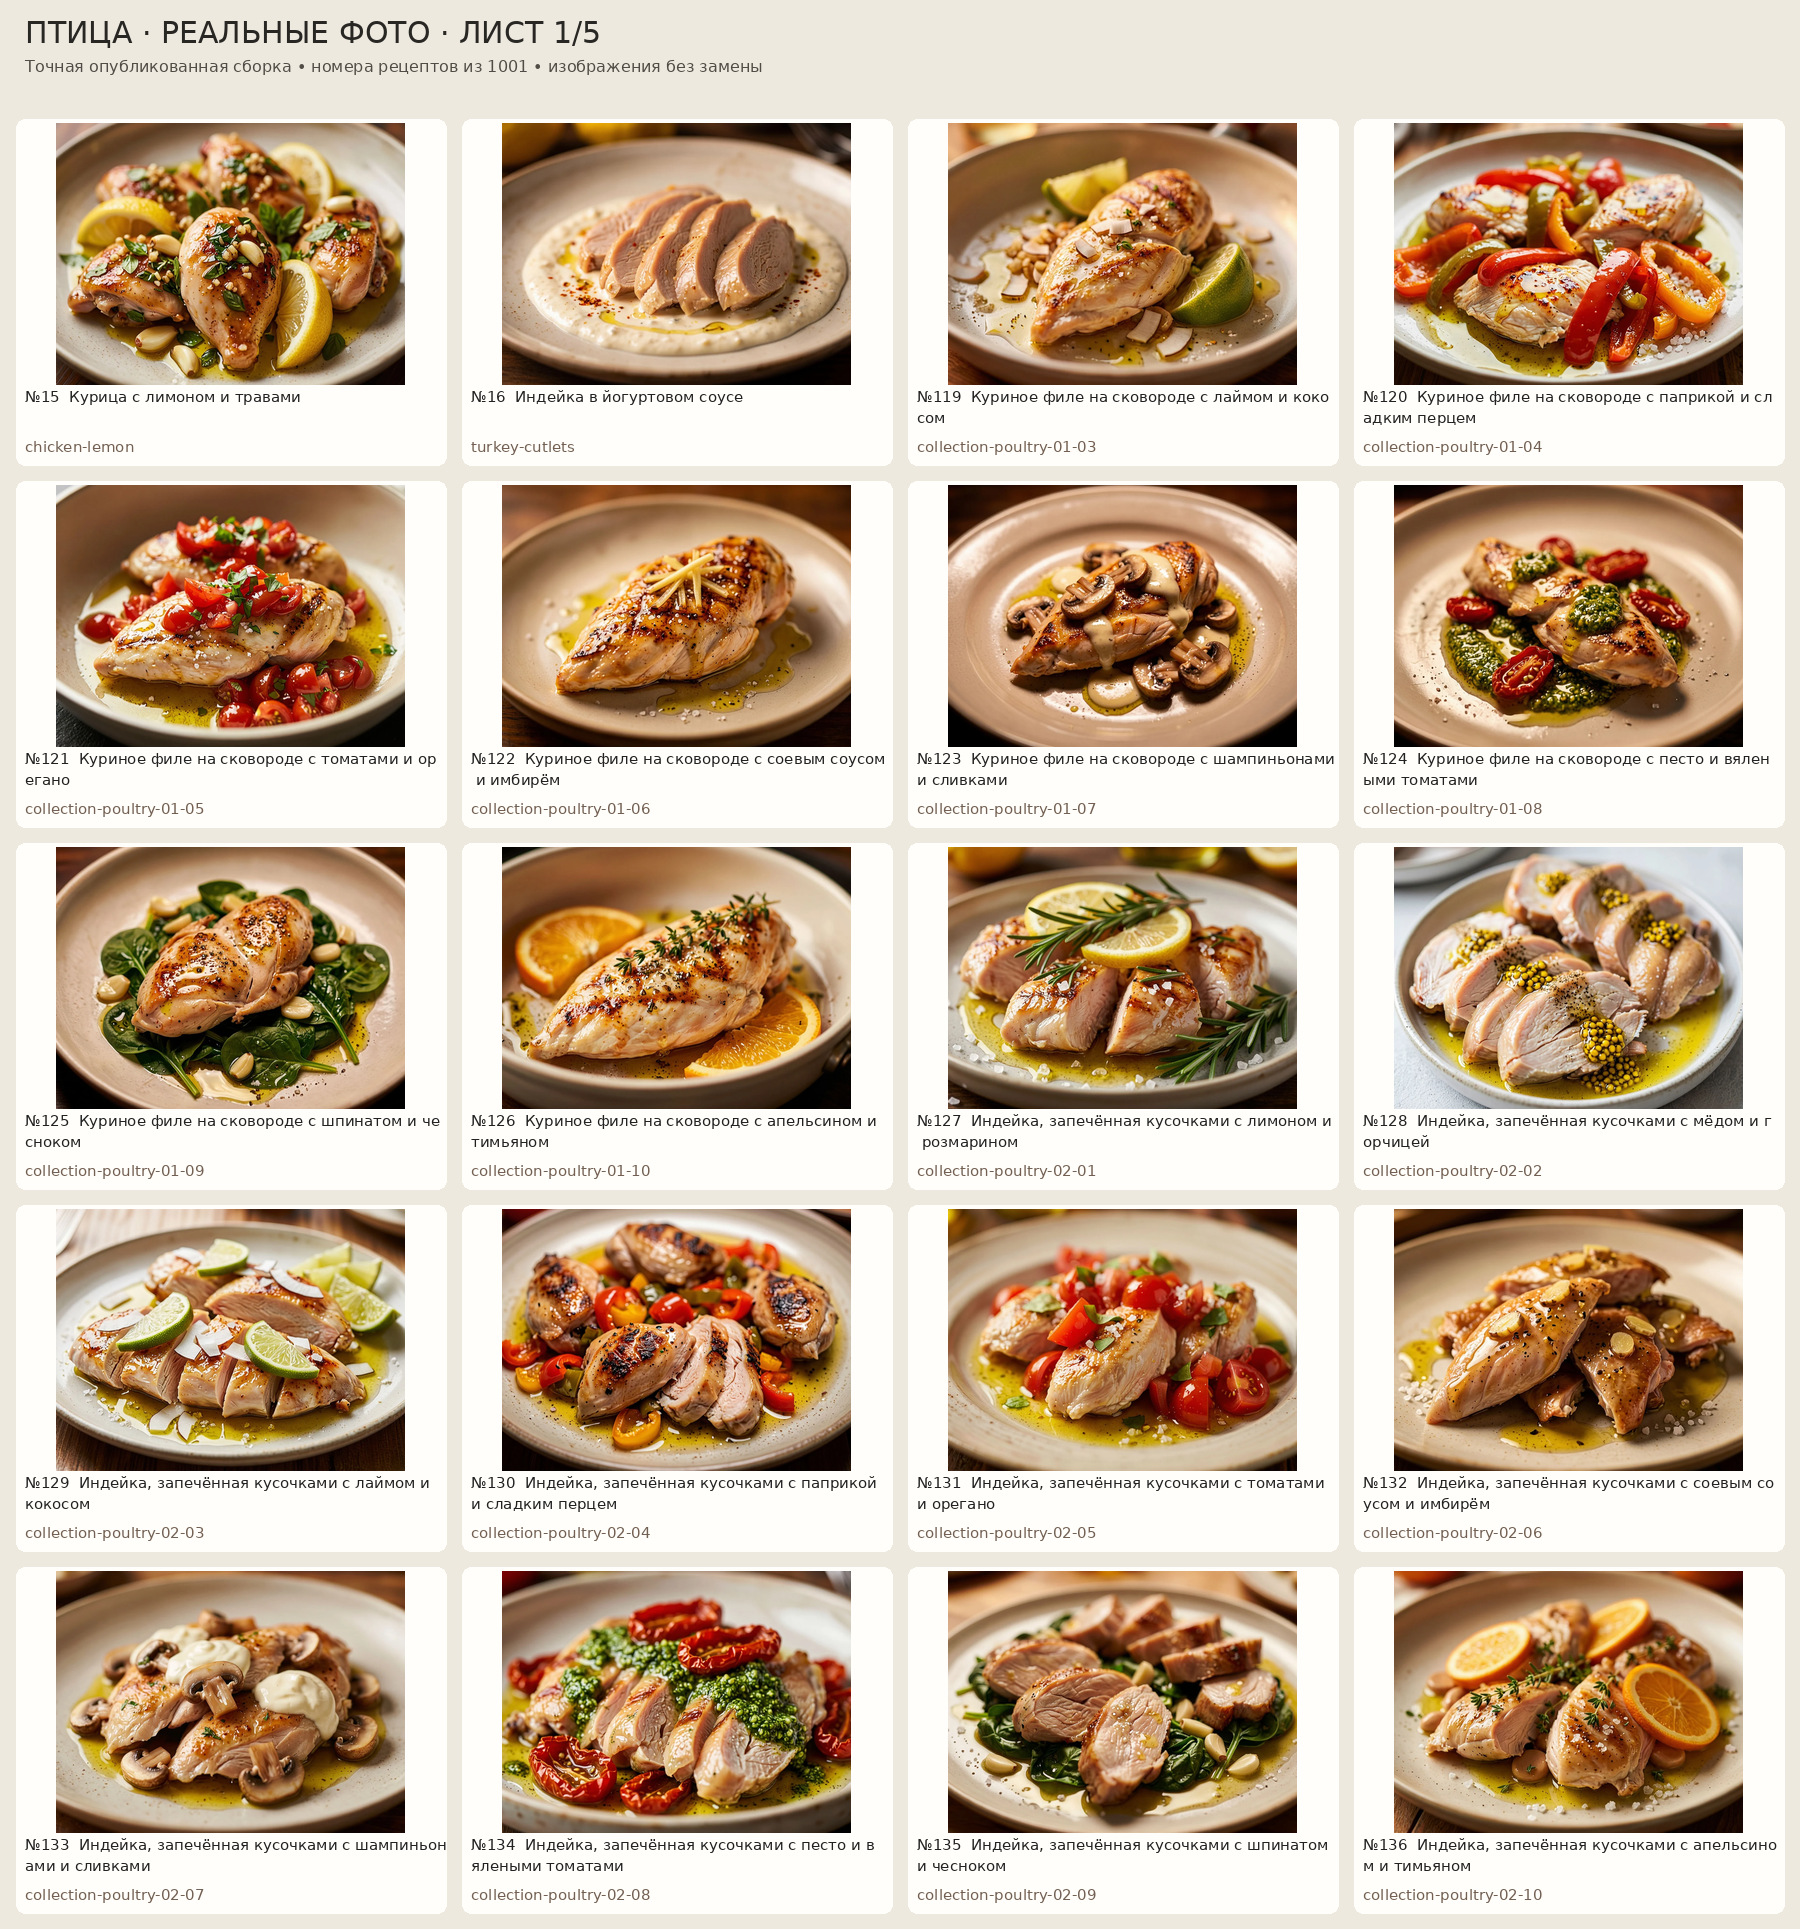 ПТИЦА · РЕАЛЬНЫЕ ФОТО · ЛИСТ 1/5
Точная опубликованная сборка • номера рецептов из 1001 • изображения без замены
№15 Курица с лимоном и травами
chicken-lemon
№16 Индейка в йогуртовом соусе
turkey-cutlets
№119 Куриное филе на сковороде с лаймом и коко
сом
collection-poultry-01-03
№120 Куриное филе на сковороде с паприкой и сл
адким перцем
collection-poultry-01-04
№121 Куриное филе на сковороде с томатами и ор
егано
collection-poultry-01-05
№122 Куриное филе на сковороде с соевым соусом
и имбирём
collection-poultry-01-06
№123 Куриное филе на сковороде с шампиньонами
и сливками
collection-poultry-01-07
№124 Куриное филе на сковороде с песто и вялен
ыми томатами
collection-poultry-01-08
№125 Куриное филе на сковороде с шпинатом и че
сноком
collection-poultry-01-09
№126 Куриное филе на сковороде с апельсином и
тимьяном
collection-poultry-01-10
№127 Индейка, запечённая кусочками с лимоном и
розмарином
collection-poultry-02-01
№128 Индейка, запечённая кусочками с мёдом и г
орчицей
collection-poultry-02-02
№129 Индейка, запечённая кусочками с лаймом и
кокосом
collection-poultry-02-03
№130 Индейка, запечённая кусочками с паприкой
и сладким перцем
collection-poultry-02-04
№131 Индейка, запечённая кусочками с томатами
и орегано
collection-poultry-02-05
№132 Индейка, запечённая кусочками с соевым со
усом и имбирём
collection-poultry-02-06
№133 Индейка, запечённая кусочками с шампиньон
ами и сливками
collection-poultry-02-07
№134 Индейка, запечённая кусочками с песто и в
ялеными томатами
collection-poultry-02-08
№135 Индейка, запечённая кусочками с шпинатом
и чесноком
collection-poultry-02-09
№136 Индейка, запечённая кусочками с апельсино
м и тимьяном
collection-poultry-02-10